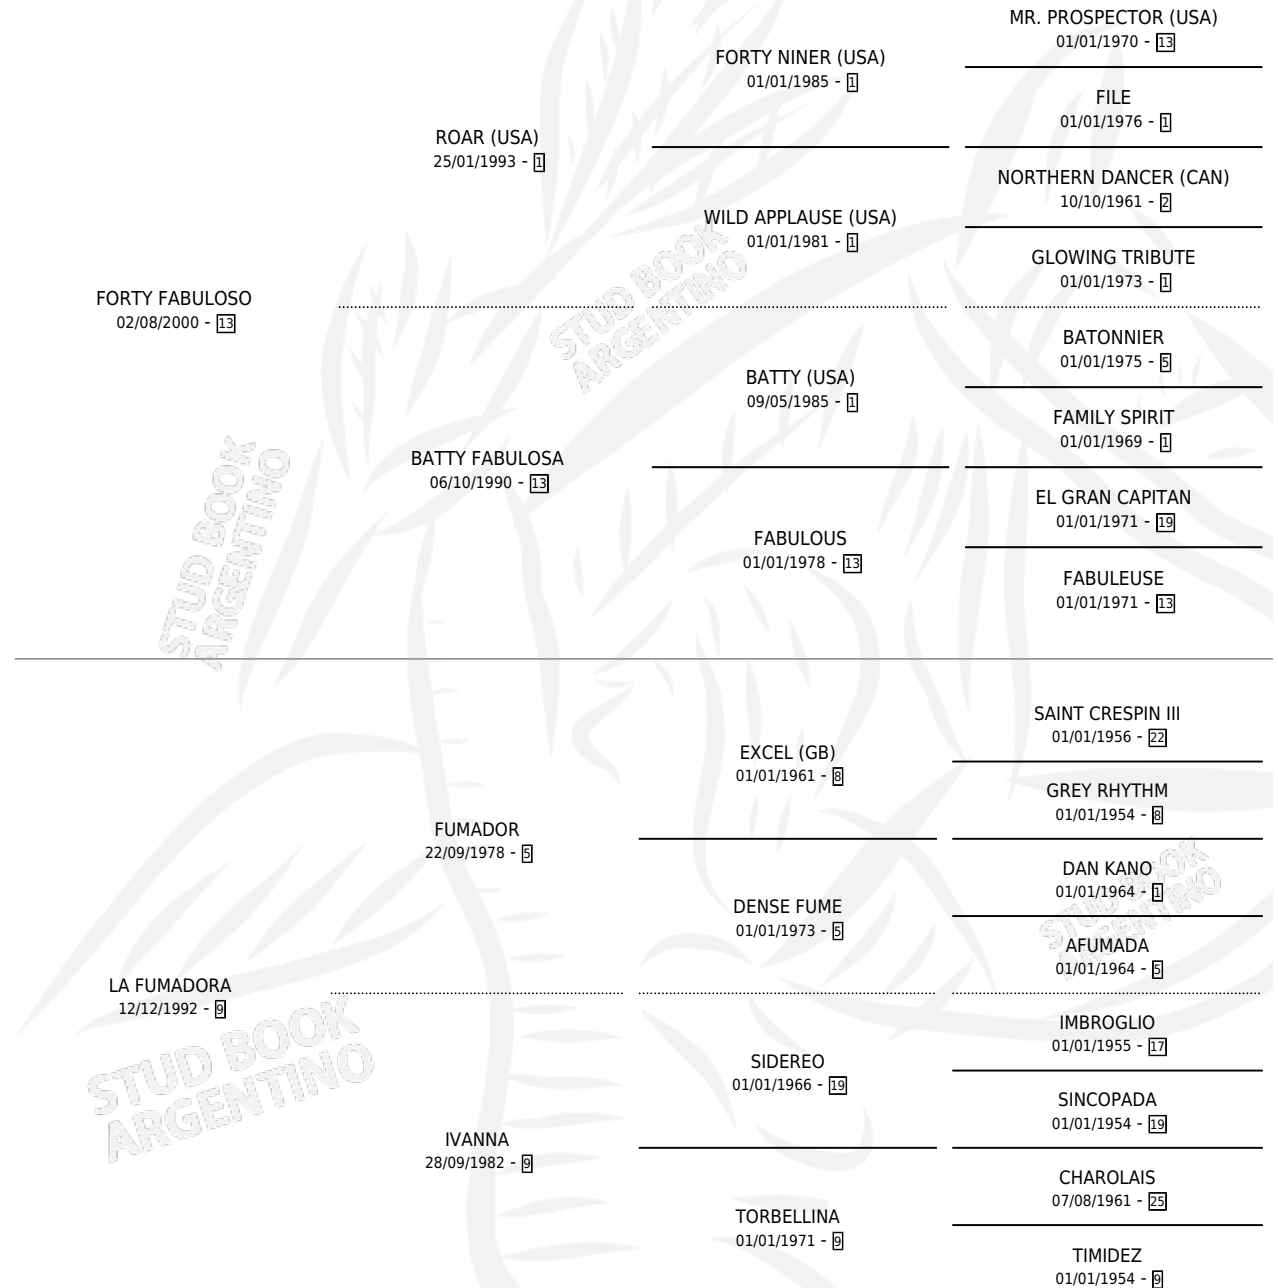 MR. PROSPECTOR (USA)
01/01/1970 - 13
FORTY NINER (USA)
01/01/1985 - 1
FILE
01/01/1976 - 1
ROAR (USA)
25/01/1993 - 1
NORTHERN DANCER (CAN)
10/10/1961 - 2
WILD APPLAUSE (USA)
01/01/1981 - 1
GLOWING TRIBUTE
01/01/1973 - 1
FORTY FABULOSO
02/08/2000 - 13
BATONNIER
01/01/1975 - 5
BATTY (USA)
09/05/1985 - 1
FAMILY SPIRIT
01/01/1969 - 1
BATTY FABULOSA
06/10/1990 - 13
EL GRAN CAPITAN
01/01/1971 - 19
FABULOUS
01/01/1978 - 13
FABULEUSE
01/01/1971 - 13
STUD BOOK
ARGENTINO
STUD BOOK
ARGENTINO
SAINT CRESPIN III
01/01/1956 - 22
EXCEL (GB)
01/01/1961 - 8
GREY RHYTHM
01/01/1954 - 8
FUMADOR
22/09/1978 - 5
DAN KANO
01/01/1964 - 1
DENSE FUME
01/01/1973 - 5
AFUMADA
01/01/1964 - 5
LA FUMADORA
12/12/1992 - 9
IMBROGLIO
01/01/1955 - 17
SIDEREO
01/01/1966 - 19
SINCOPADA
01/01/1954 - 19
IVANNA
28/09/1982 - 9
CHAROLAIS
07/08/1961 - 25
TORBELLINA
01/01/1971 - 9
TIMIDEZ
01/01/1954 - 9
STUD BOOK
ARGENTINO
STUD BOOK
ARGENTINO